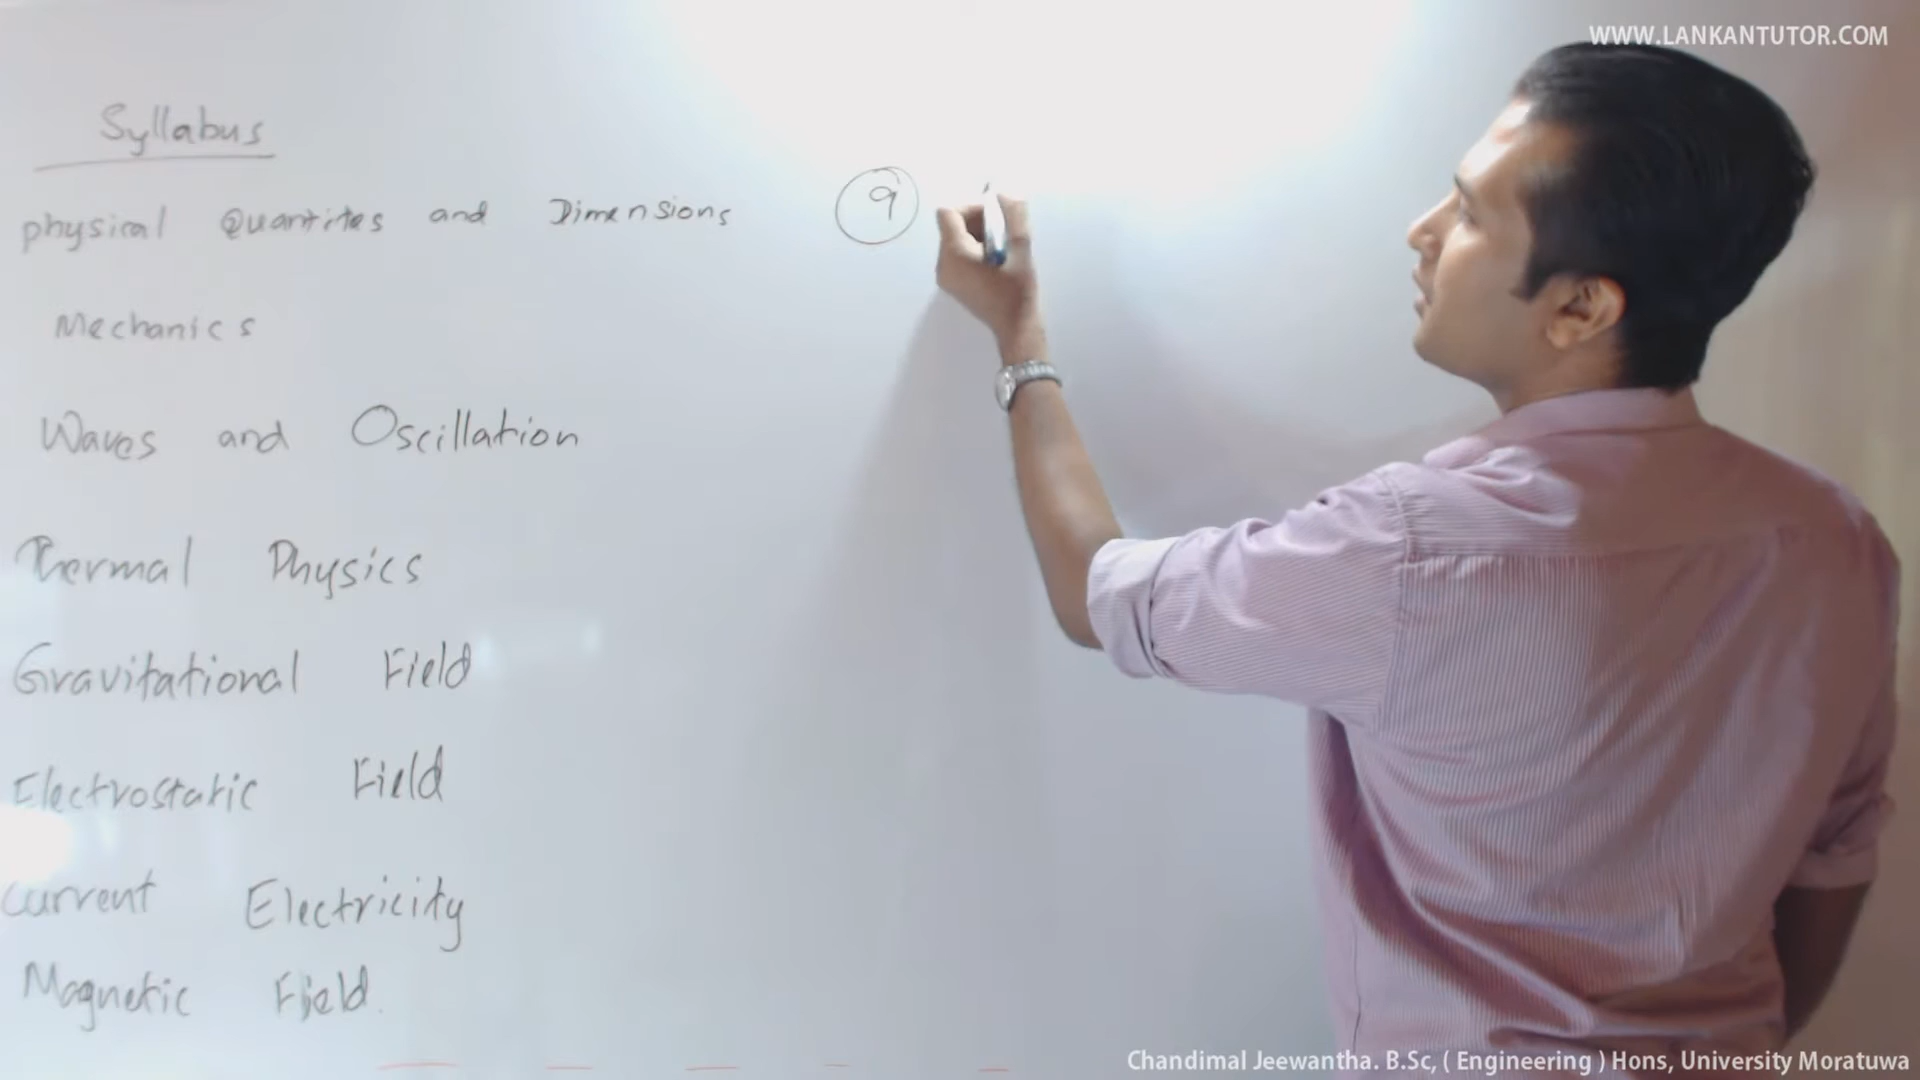 WWW.LANKANTUTOR.COM
Syllabus
Physical Quantites and Dimensions 9
Mechanics
Waves and Oscillation
Thermal Physics
Gravitational Field
Electrostatic Field
Current Electricity
Magnetic Field.
Chandimal Jeewantha. B.Sc, ( Engineering ) Hons, University Moratuwa